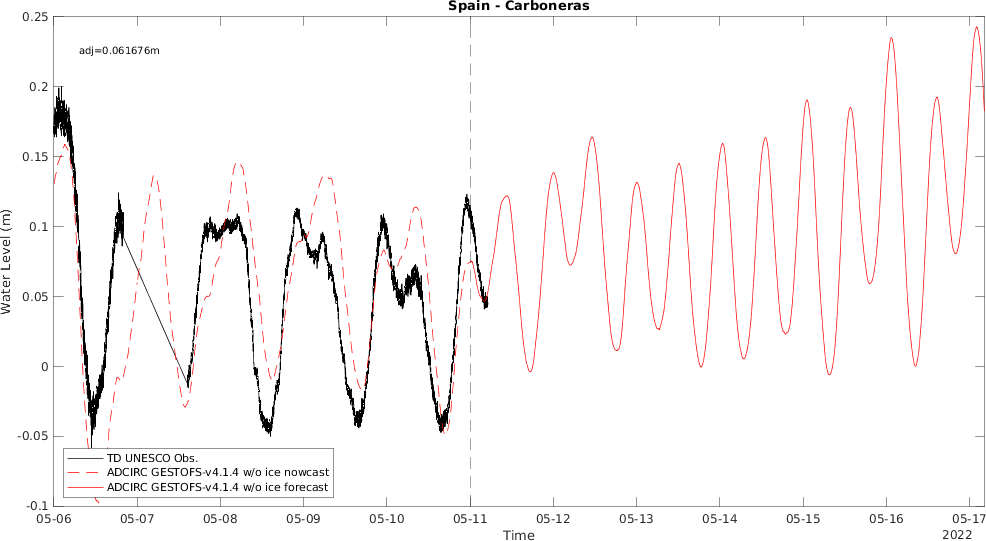 Spain - Carboneras
adj=0.061676m
0.25
0.2
0.15
0.1
0.05
0
-0.05
-0.1
Water Level (m)
TD UNESCO Obs.
ADCIRC GESTOFS-v4.1.4 w/o ice nowcast
ADCIRC GESTOFS-v4.1.4 w/o ice forecast
05-06 05-07 05-08 05-09 05-10 05-11 05-12 05-13 05-14 05-15 05-16 05-17
Time
2022